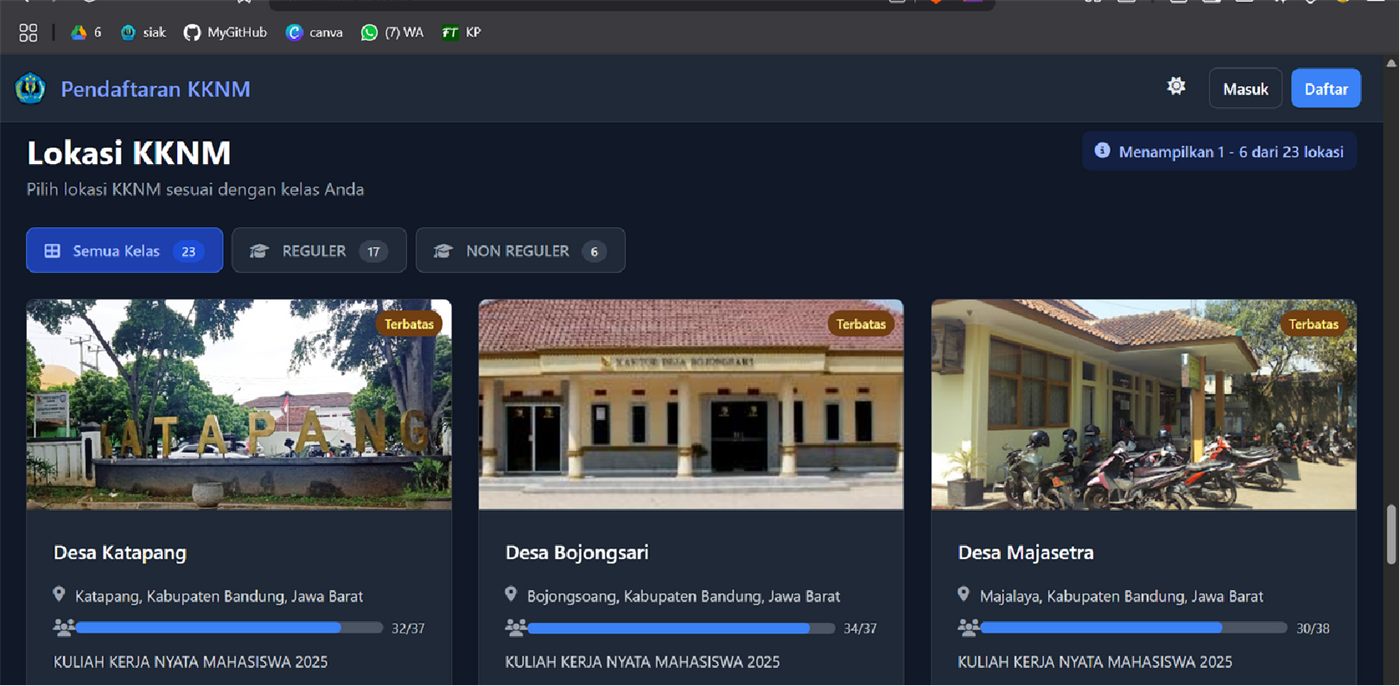 6 siak MyGitHub canva (7) WA FT KP
Pendaftaran KKNM
Masuk
Daftar
Lokasi KKNM
Menampilkan 1 - 6 dari 23 lokasi
Pilih lokasi KKNM sesuai dengan kelas Anda
Semua Kelas 23
REGULER 17
NON REGULER 6
Terbatas
KATAPANG
Terbatas
KANTOR DESA BOJONGSARI
Terbatas
Desa Katapang
Katapang, Kabupaten Bandung, Jawa Barat
32/37
KULIAH KERJA NYATA MAHASISWA 2025
Desa Bojongsari
Bojongsoang, Kabupaten Bandung, Jawa Barat
34/37
KULIAH KERJA NYATA MAHASISWA 2025
Desa Majasetra
Majalaya, Kabupaten Bandung, Jawa Barat
30/38
KULIAH KERJA NYATA MAHASISWA 2025